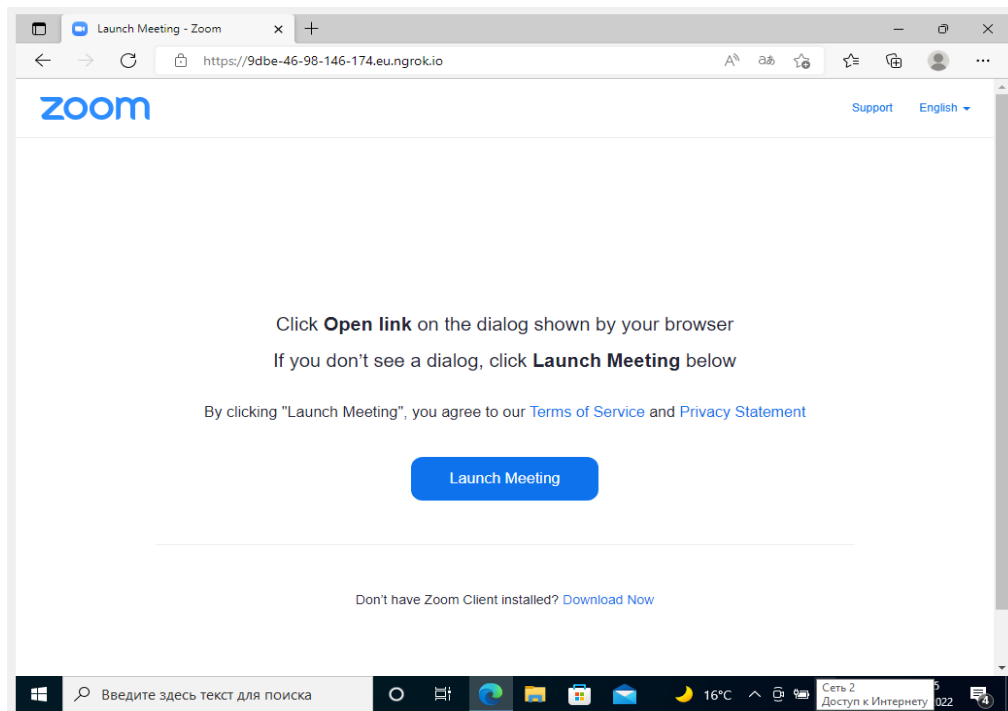 Launch Meeting - Zoom
https://9dbe-46-98-146-174.eu.ngrok.io
zoom
Support English
Click Open link on the dialog shown by your browser
If you don't see a dialog, click Launch Meeting below
By clicking "Launch Meeting", you agree to our Terms of Service and Privacy Statement
Launch Meeting
Don't have Zoom Client installed? Download Now
Введите здесь текст для поиска
16°C
Сеть 2
Доступ к Интернету
5
022
4